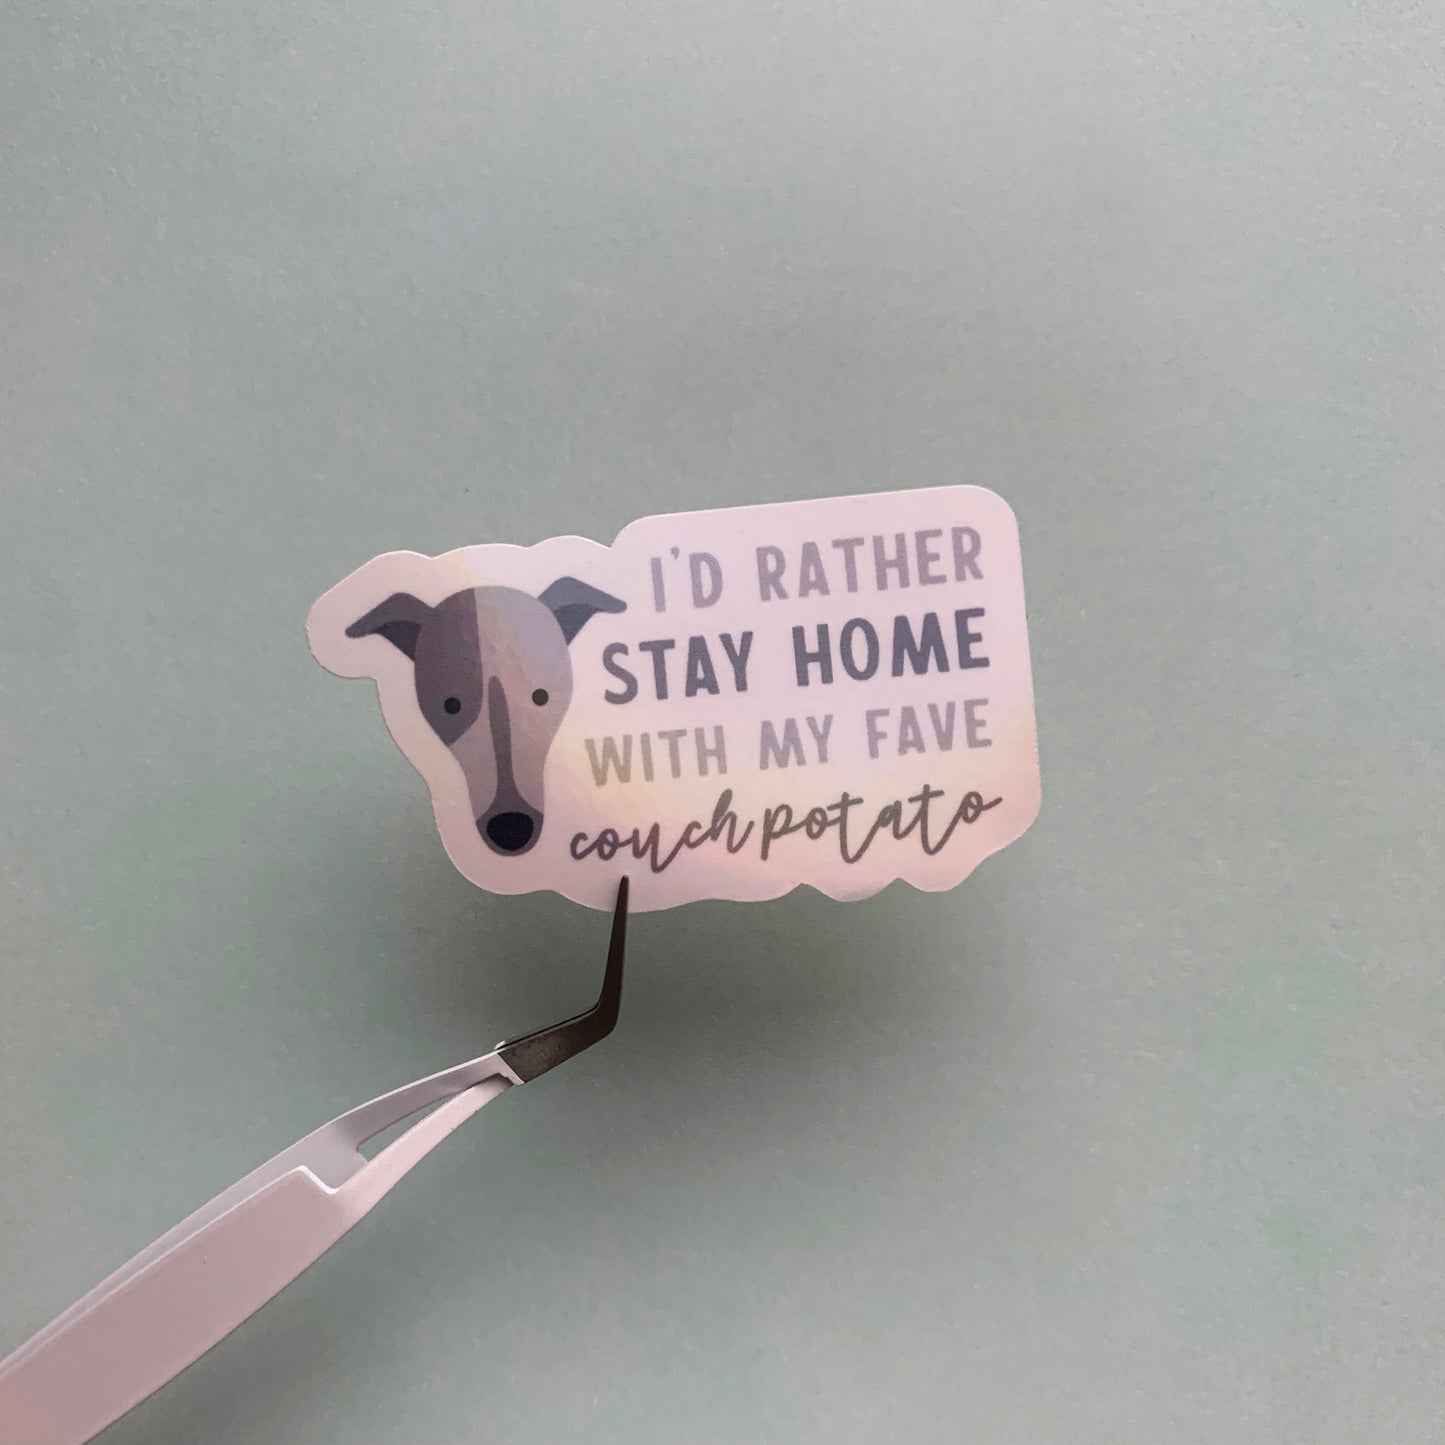 I'D RATHER
STAY HOME
WITH MY FAVE
couch potato